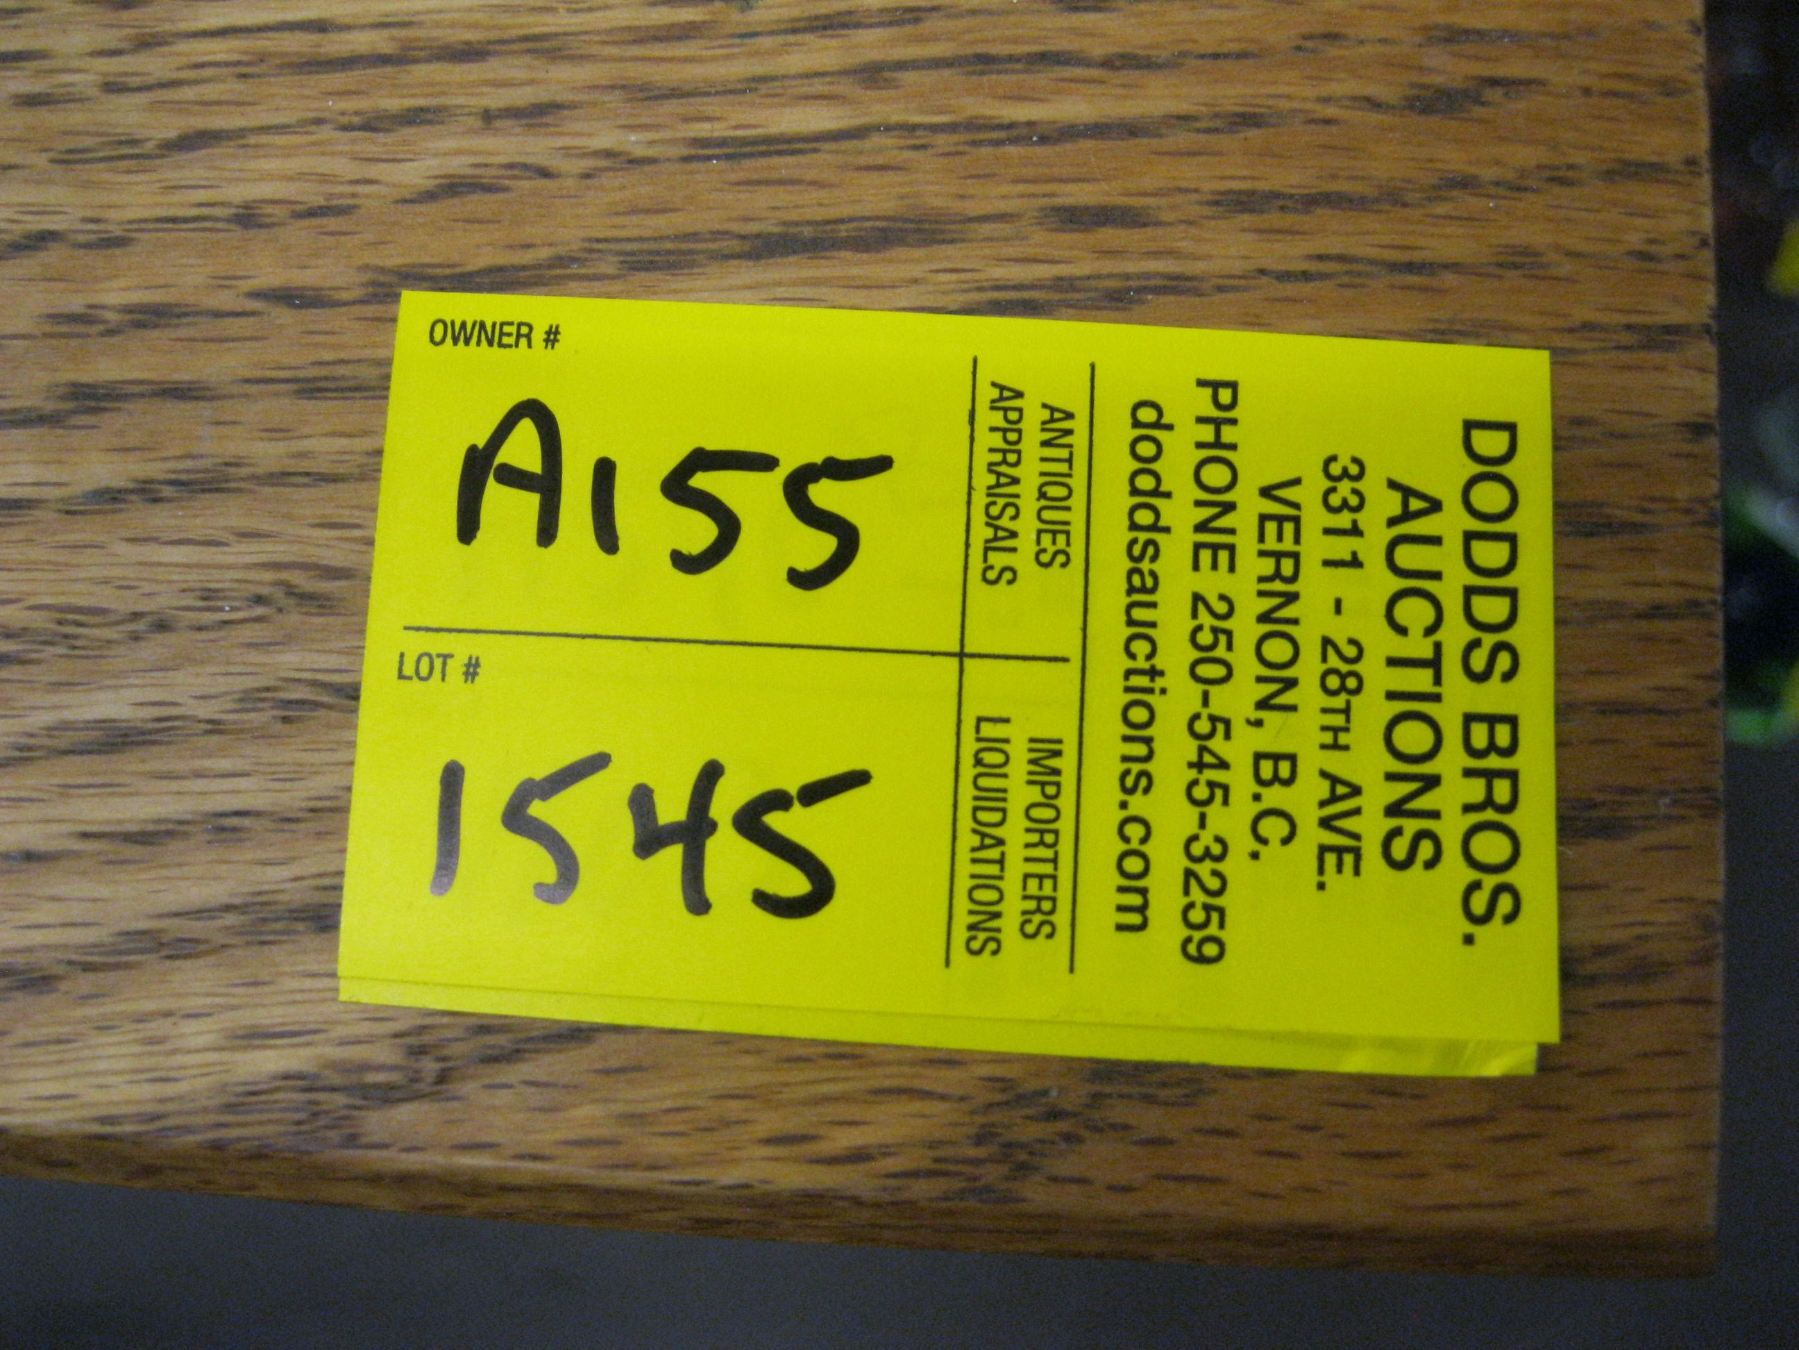 DODDS BROS.
AUCTIONS
3311 - 28TH AVE.
VERNON, B.C.
PHONE 250-545-3259
doddsauctions.com
ANTIQUES
APPRAISALS
IMPORTERS
LIQUIDATIONS
OWNER #
A155
LOT #
1545